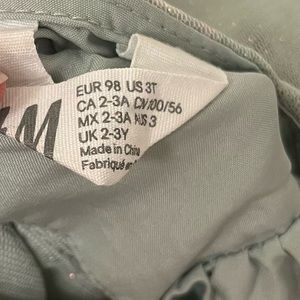 M
EUR 98 US 3T
CA 2-3A CN 100/56
MX 2-3A AUS 3
UK 2-3Y
Made in China
Fabriqué en